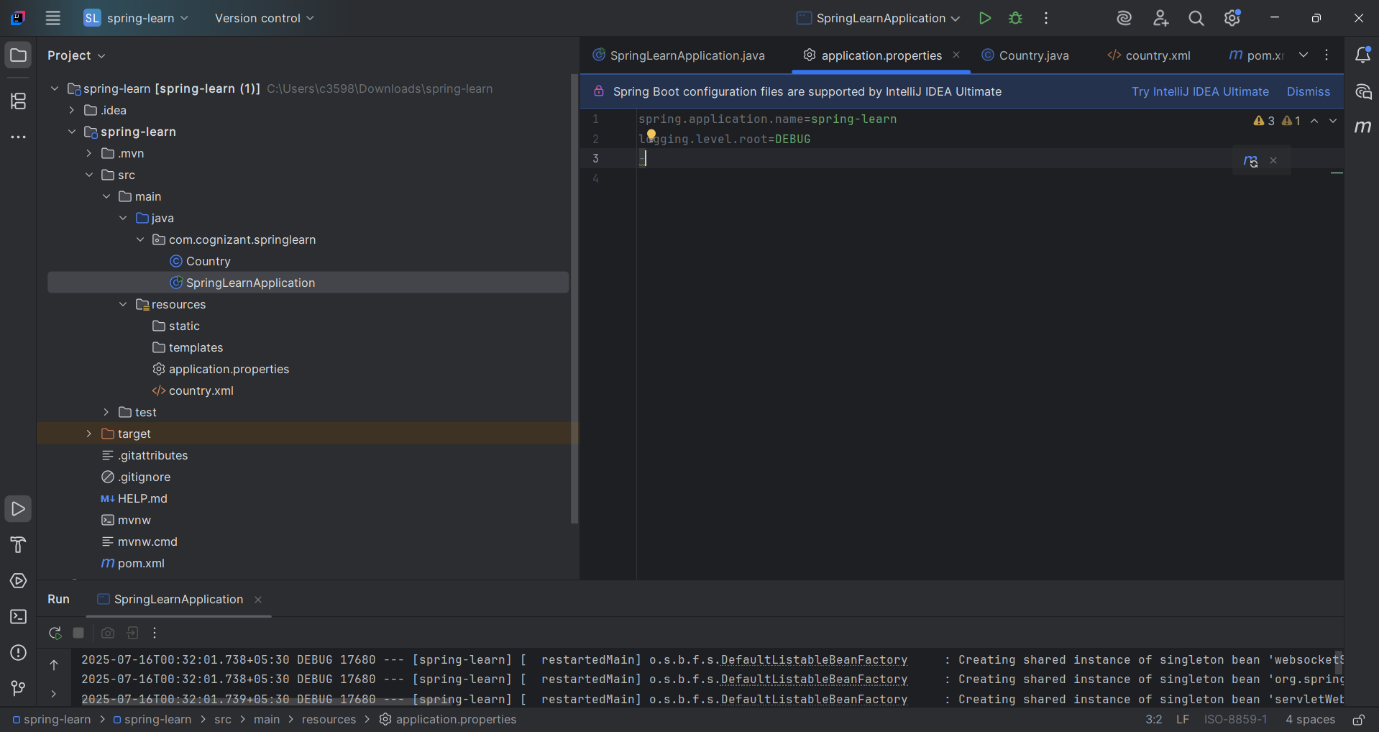 SL spring-learn Version control SpringLearnApplication
Project
spring-learn [spring-learn (1)] C:\Users\c3598\Downloads\spring-learn
.idea
spring-learn
.mvn
src
main
java
com.cognizant.springlearn
Country
SpringLearnApplication
resources
static
templates
application.properties
country.xml
test
target
.gitattributes
.gitignore
HELP.md
mvnw
mvnw.cmd
pom.xml
SpringLearnApplication.java application.properties Country.java country.xml
Spring Boot configuration files are supported by IntelliJ IDEA Ultimate Try IntelliJ IDEA Ultimate Dismiss
1 spring.application.name=spring-learn 3 1
2 logging.level.root=DEBUG
3 -
4
Run SpringLearnApplication
2025-07-16T00:32:01.738+05:30 DEBUG 17680 --- [spring-learn] [ restartedMain] o.s.b.f.s.DefaultListableBeanFactory : Creating shared instance of singleton bean 'websocketS
2025-07-16T00:32:01.738+05:30 DEBUG 17680 --- [spring-learn] [ restartedMain] o.s.b.f.s.DefaultListableBeanFactory : Creating shared instance of singleton bean 'org.spring
2025-07-16T00:32:01.739+05:30 DEBUG 17680 --- [spring-learn] [ restartedMain] o.s.b.f.s.DefaultListableBeanFactory : Creating shared instance of singleton bean 'servletWeb
spring-learn > spring-learn > src > main > resources > application.properties 3:2 LF ISO-8859-1 4 spaces